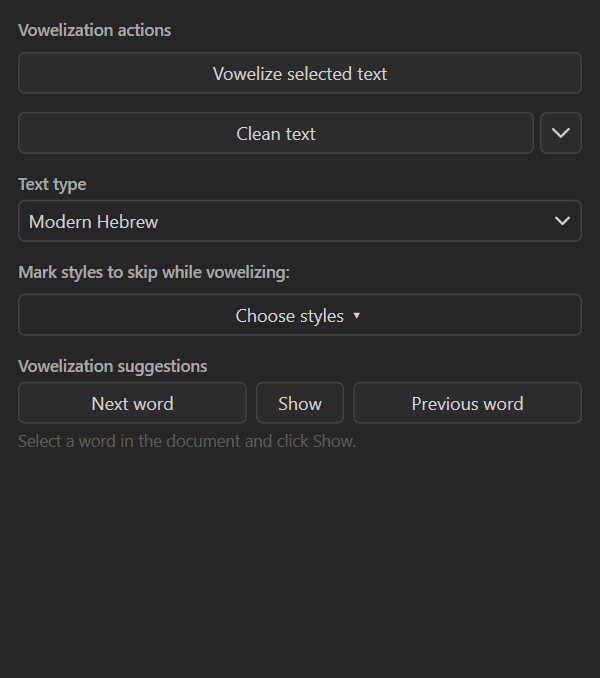 Vowelization actions
Vowelize selected text
Clean text
Text type
Modern Hebrew
Mark styles to skip while vowelizing:
Choose styles ▾
Vowelization suggestions
Next word Show Previous word
Select a word in the document and click Show.